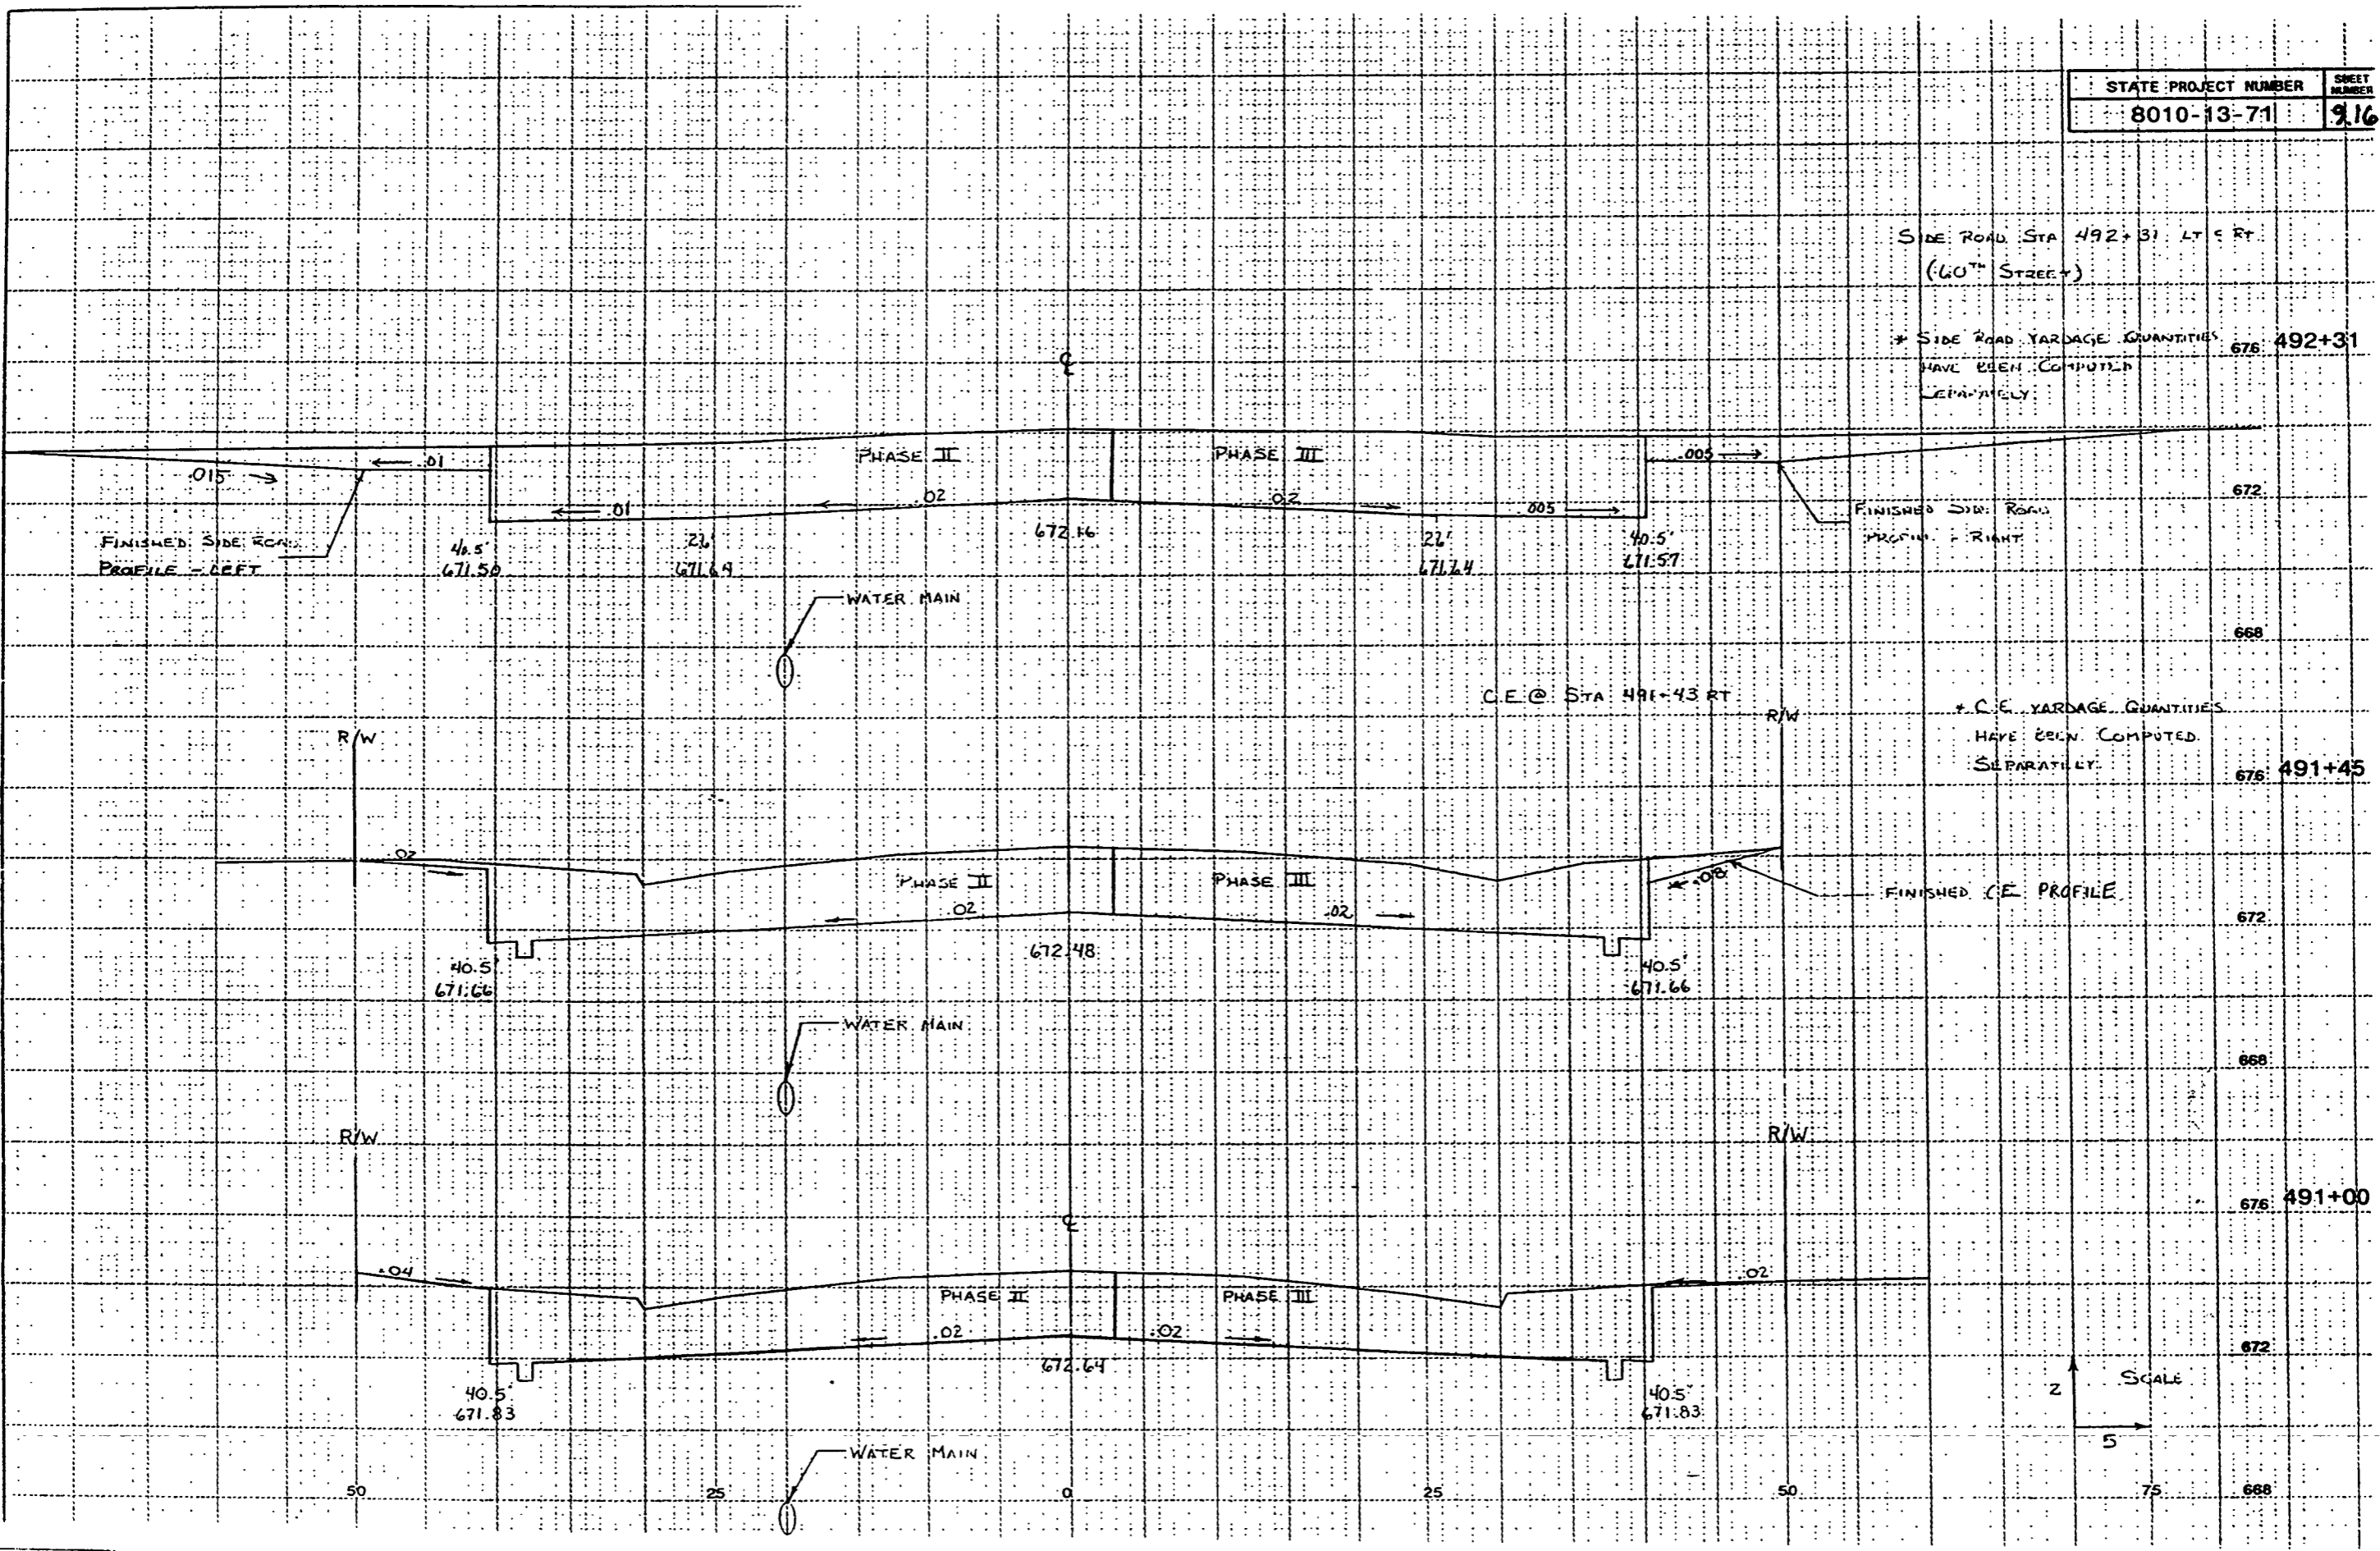 STATE PROJECT NUMBER
SHEET NUMBER
8010-13-71
9.16
SIDE ROAD STA 492+31 LT & RT
(60TH STREET)
* SIDE ROAD YARDAGE QUANTITIES
HAVE BEEN COMPUTED
SEPARATELY
676 492+31
℄
PHASE II
PHASE III
.01
.015
.005
.01
.02
.02
.005
672
FINISHED SIDE ROAD
PROFILE - LEFT
FINISHED SIDE ROAD
PROFILE - RIGHT
40.5'
671.50
26'
671.64
672.16
26'
671.64
40.5'
671.57
WATER MAIN
668
C.E @ STA 491+43 RT
R/W
R/W
* C.E YARDAGE QUANTITIES
HAVE BEEN COMPUTED
SEPARATELY
676 491+45
.02
PHASE II
PHASE III
.08
FINISHED C.E PROFILE
.02
.02
672
40.5'
671.66
672.48
40.5'
671.66
WATER MAIN
668
R/W
R/W
676 491+00
℄
.04
.02
PHASE II
PHASE III
.02
.02
672
672.64
40.5'
671.83
40.5'
671.83
2
SCALE
5
WATER MAIN
50
25
0
25
50
75
668